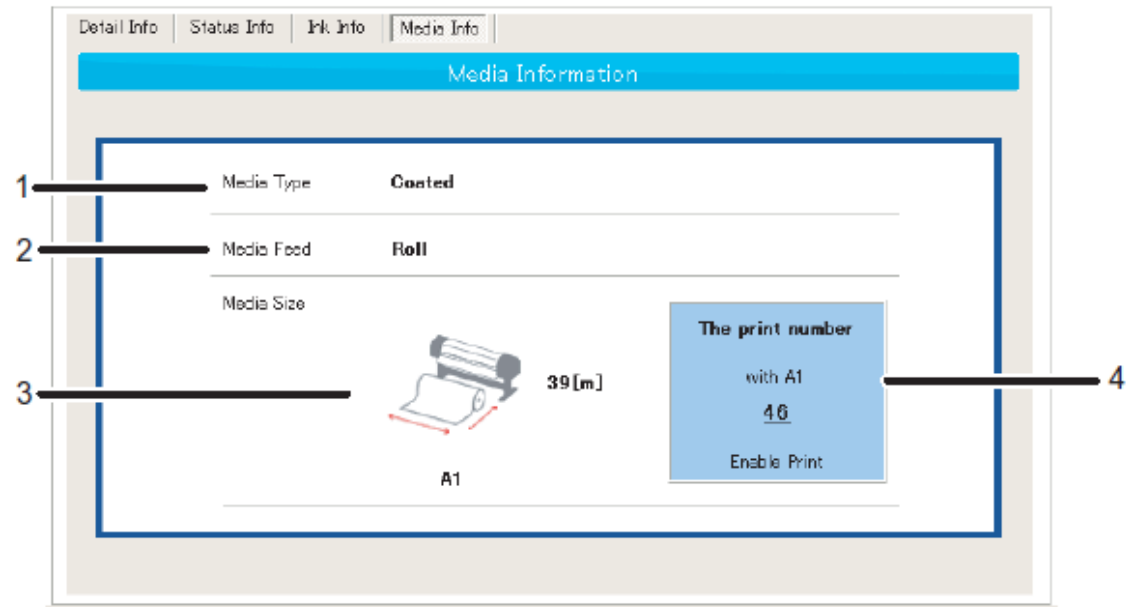 Detail Info Status Info Ink Info Media Info
Media Information
1 Media Type Coated
2 Media Feed Roll
Media Size
The print number
with A1 4
3 39[m]
46
Enable Print
A1